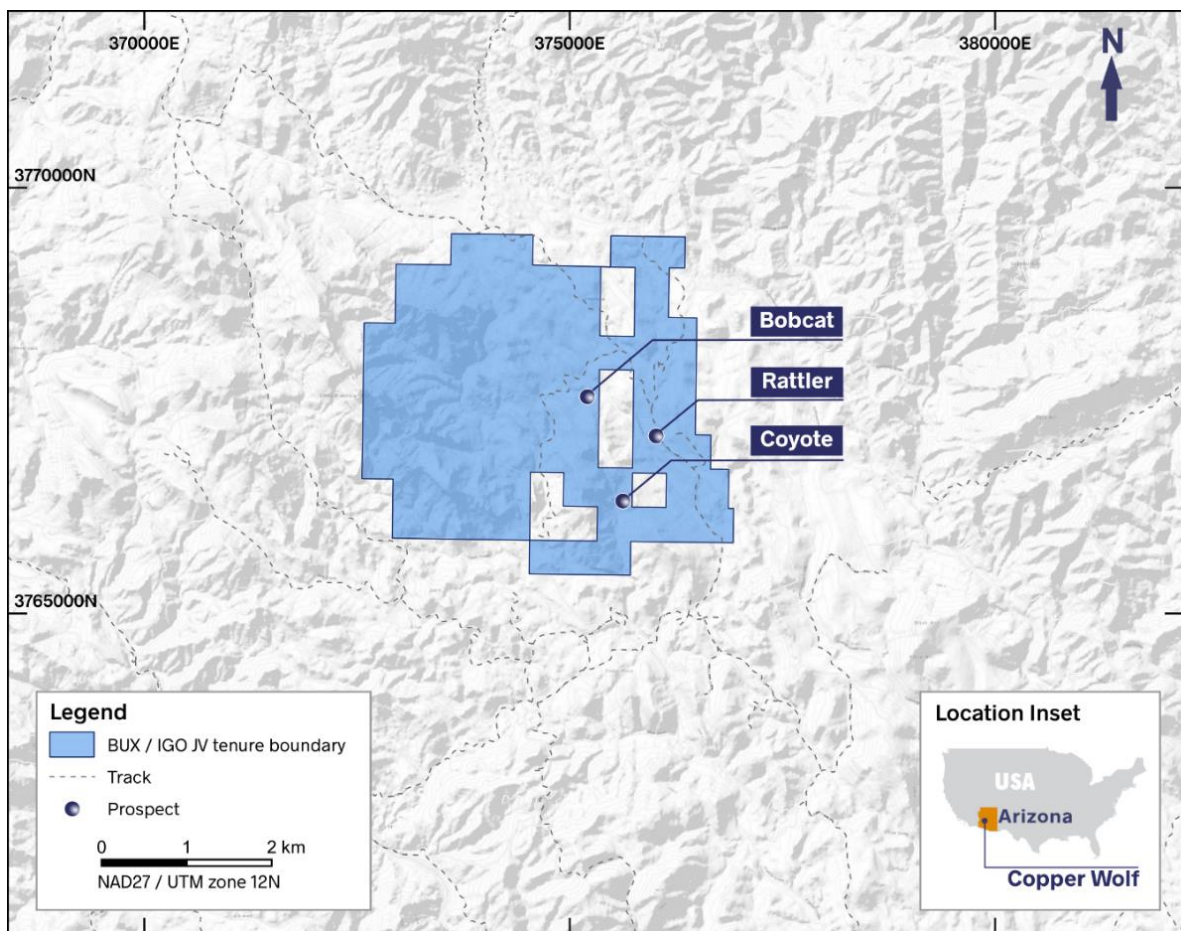 370000E
375000E
380000E
N
3770000N
Bobcat
Rattler
Coyote
3765000N
Legend
BUX / IGO JV tenure boundary
Track
Prospect
0 1 2 km
NAD27 / UTM zone 12N
Location Inset
USA
Arizona
Copper Wolf